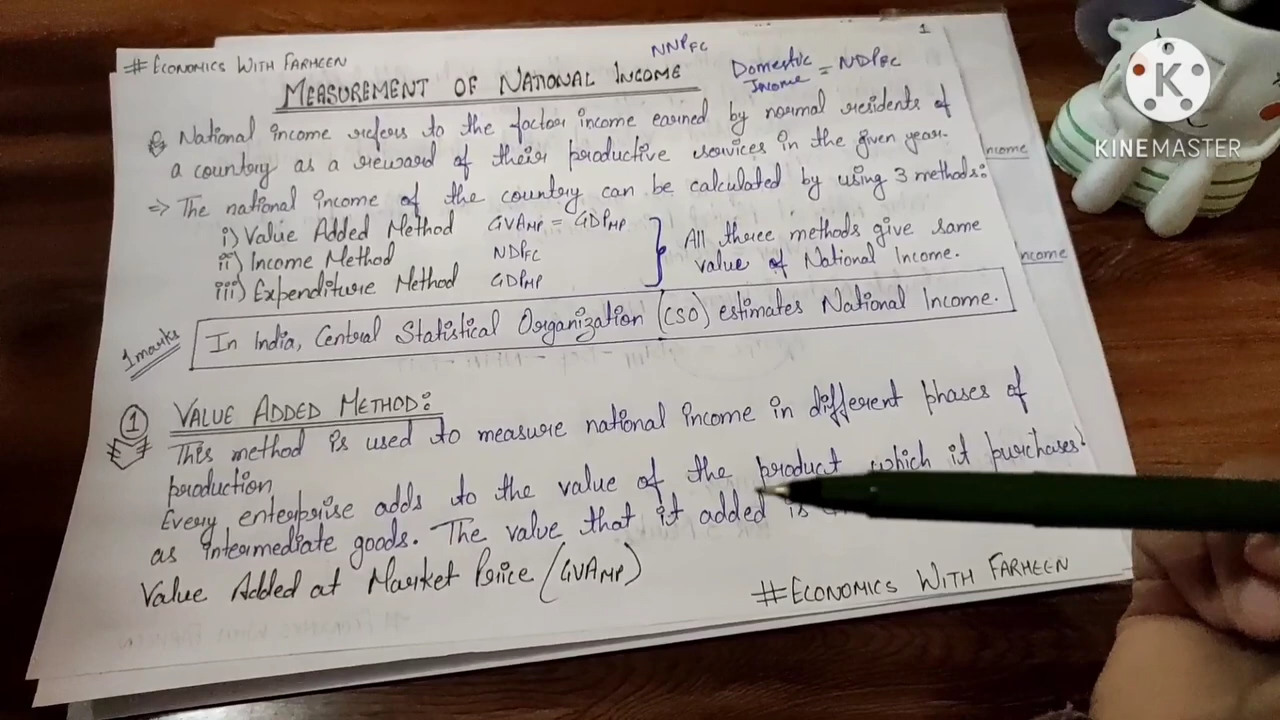 1
# ECONOMICS WITH FARHEEN
NNPFC
MEASUREMENT OF NATIONAL INCOME
Domestic Income = NDPFC
National income refers to the factor income earned by normal residents of
a country as a reward of their productive services in the given year.
=> The national income of the country can be calculated by using 3 methods:
i) Value Added Method GVAMP = GDPMP
ii) Income Method NDPFC
iii) Expenditure Method GDPMP
All three methods give same
value of National Income.
1 marks
In India, Central Statistical Organization (CSO) estimates National Income.
1 VALUE ADDED METHOD:
This method is used to measure national income in different phases of
production
Every enterprise adds to the value of the product which it purchases
as intermediate goods. The value that it added is
Value Added at Market Price (GVAMP)
# ECONOMICS WITH FARHEEN
ncome
ncome
KINEMASTER
K